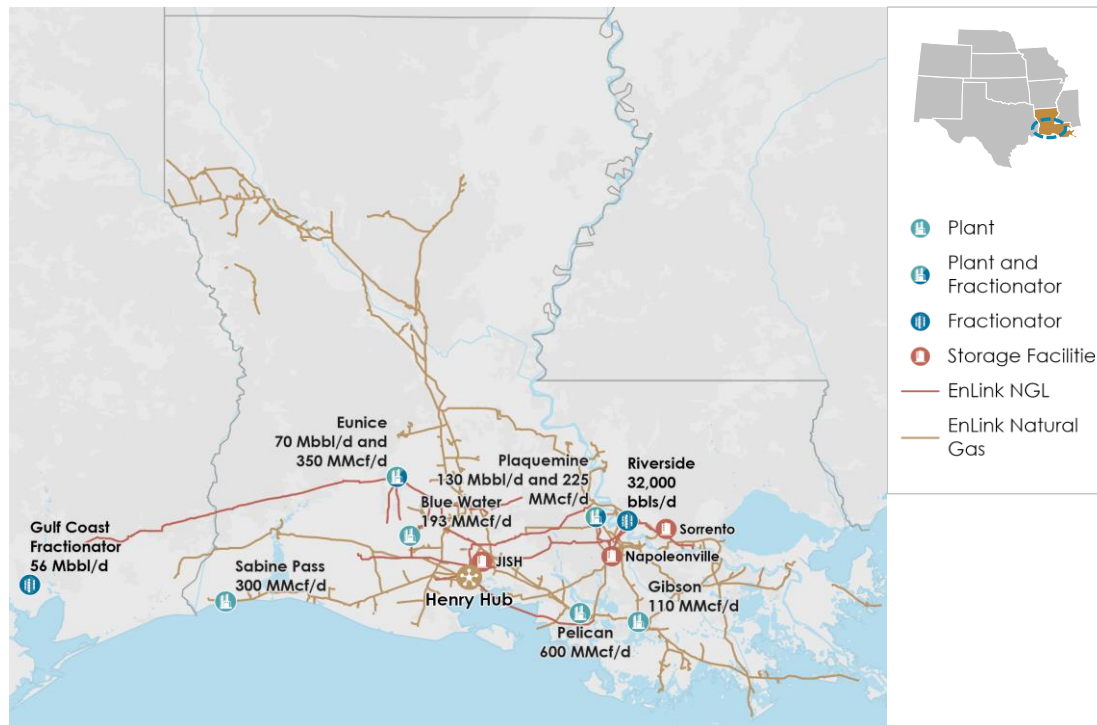 Eunice
70 Mbbl/d and
350 MMcf/d
Plaquemine
130 Mbbl/d and 225
MMcf/d
Riverside
32,000
bbls/d
Blue Water
193 MMcf/d
Gulf Coast
Fractionator
56 Mbbl/d
Sorrento
Napoleonville
JISH
Sabine Pass
300 MMcf/d
Henry Hub
Gibson
110 MMcf/d
Pelican
600 MMcf/d
Plant
Plant and
Fractionator
Fractionator
Storage Facilitie
EnLink NGL
EnLink Natural
Gas